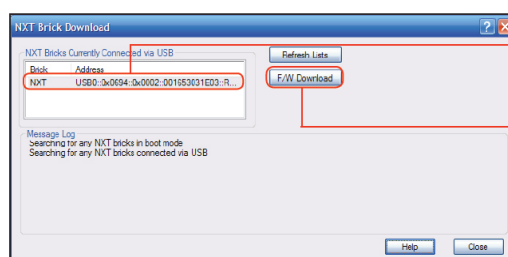 NXT Brick Download
NXT Bricks Currently Connected via USB
Refresh Lists
Brick Address
NXT USB0::0x0694::0x0002::001653031E03::R...
F/W Download
Message Log
Searching for any NXT bricks in boot mode
Searching for any NXT bricks connected via USB
Help
Close